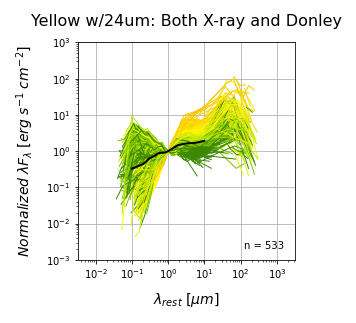 Yellow w/24um: Both X-ray and Donley
Normalized λF_λ [erg s⁻¹ cm⁻²]
10³
10²
10¹
10⁰
10⁻¹
10⁻²
10⁻³
n = 533
10⁻² 10⁻¹ 10⁰ 10¹ 10² 10³
λ_rest [μm]